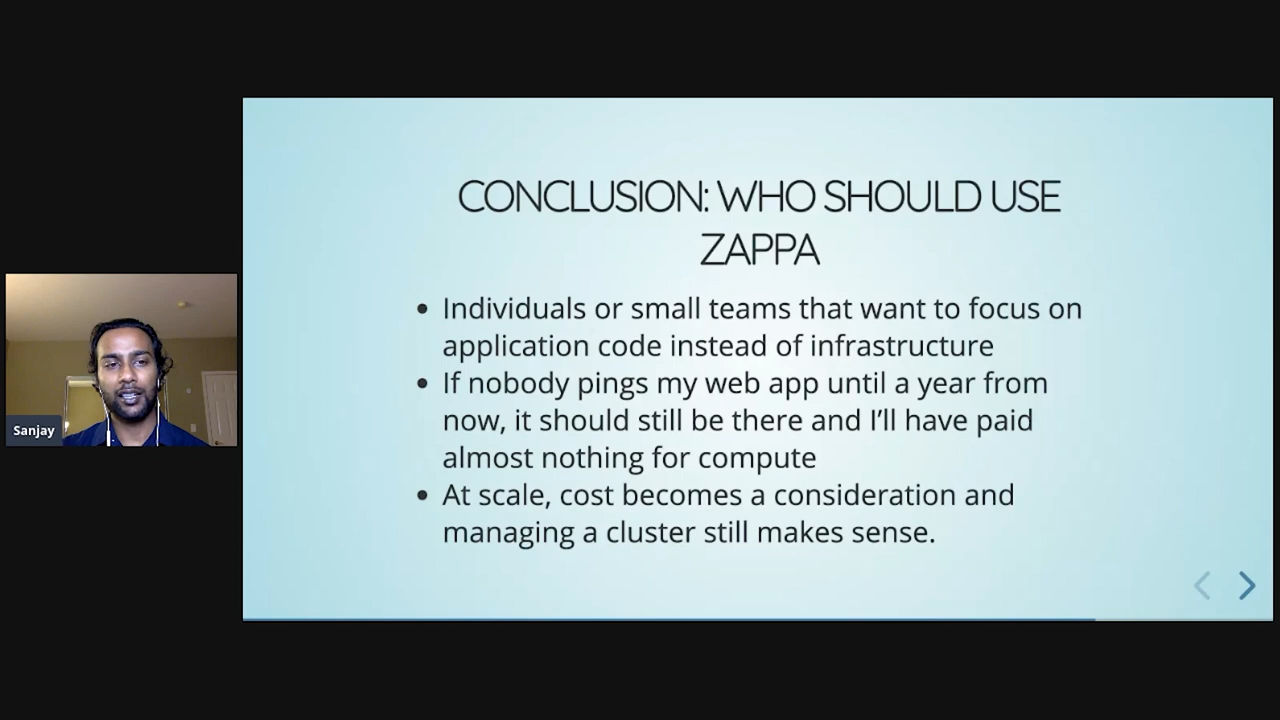 CONCLUSION: WHO SHOULD USE
ZAPPA
• Individuals or small teams that want to focus on
application code instead of infrastructure
• If nobody pings my web app until a year from
now, it should still be there and I’ll have paid
almost nothing for compute
• At scale, cost becomes a consideration and
managing a cluster still makes sense.
Sanjay